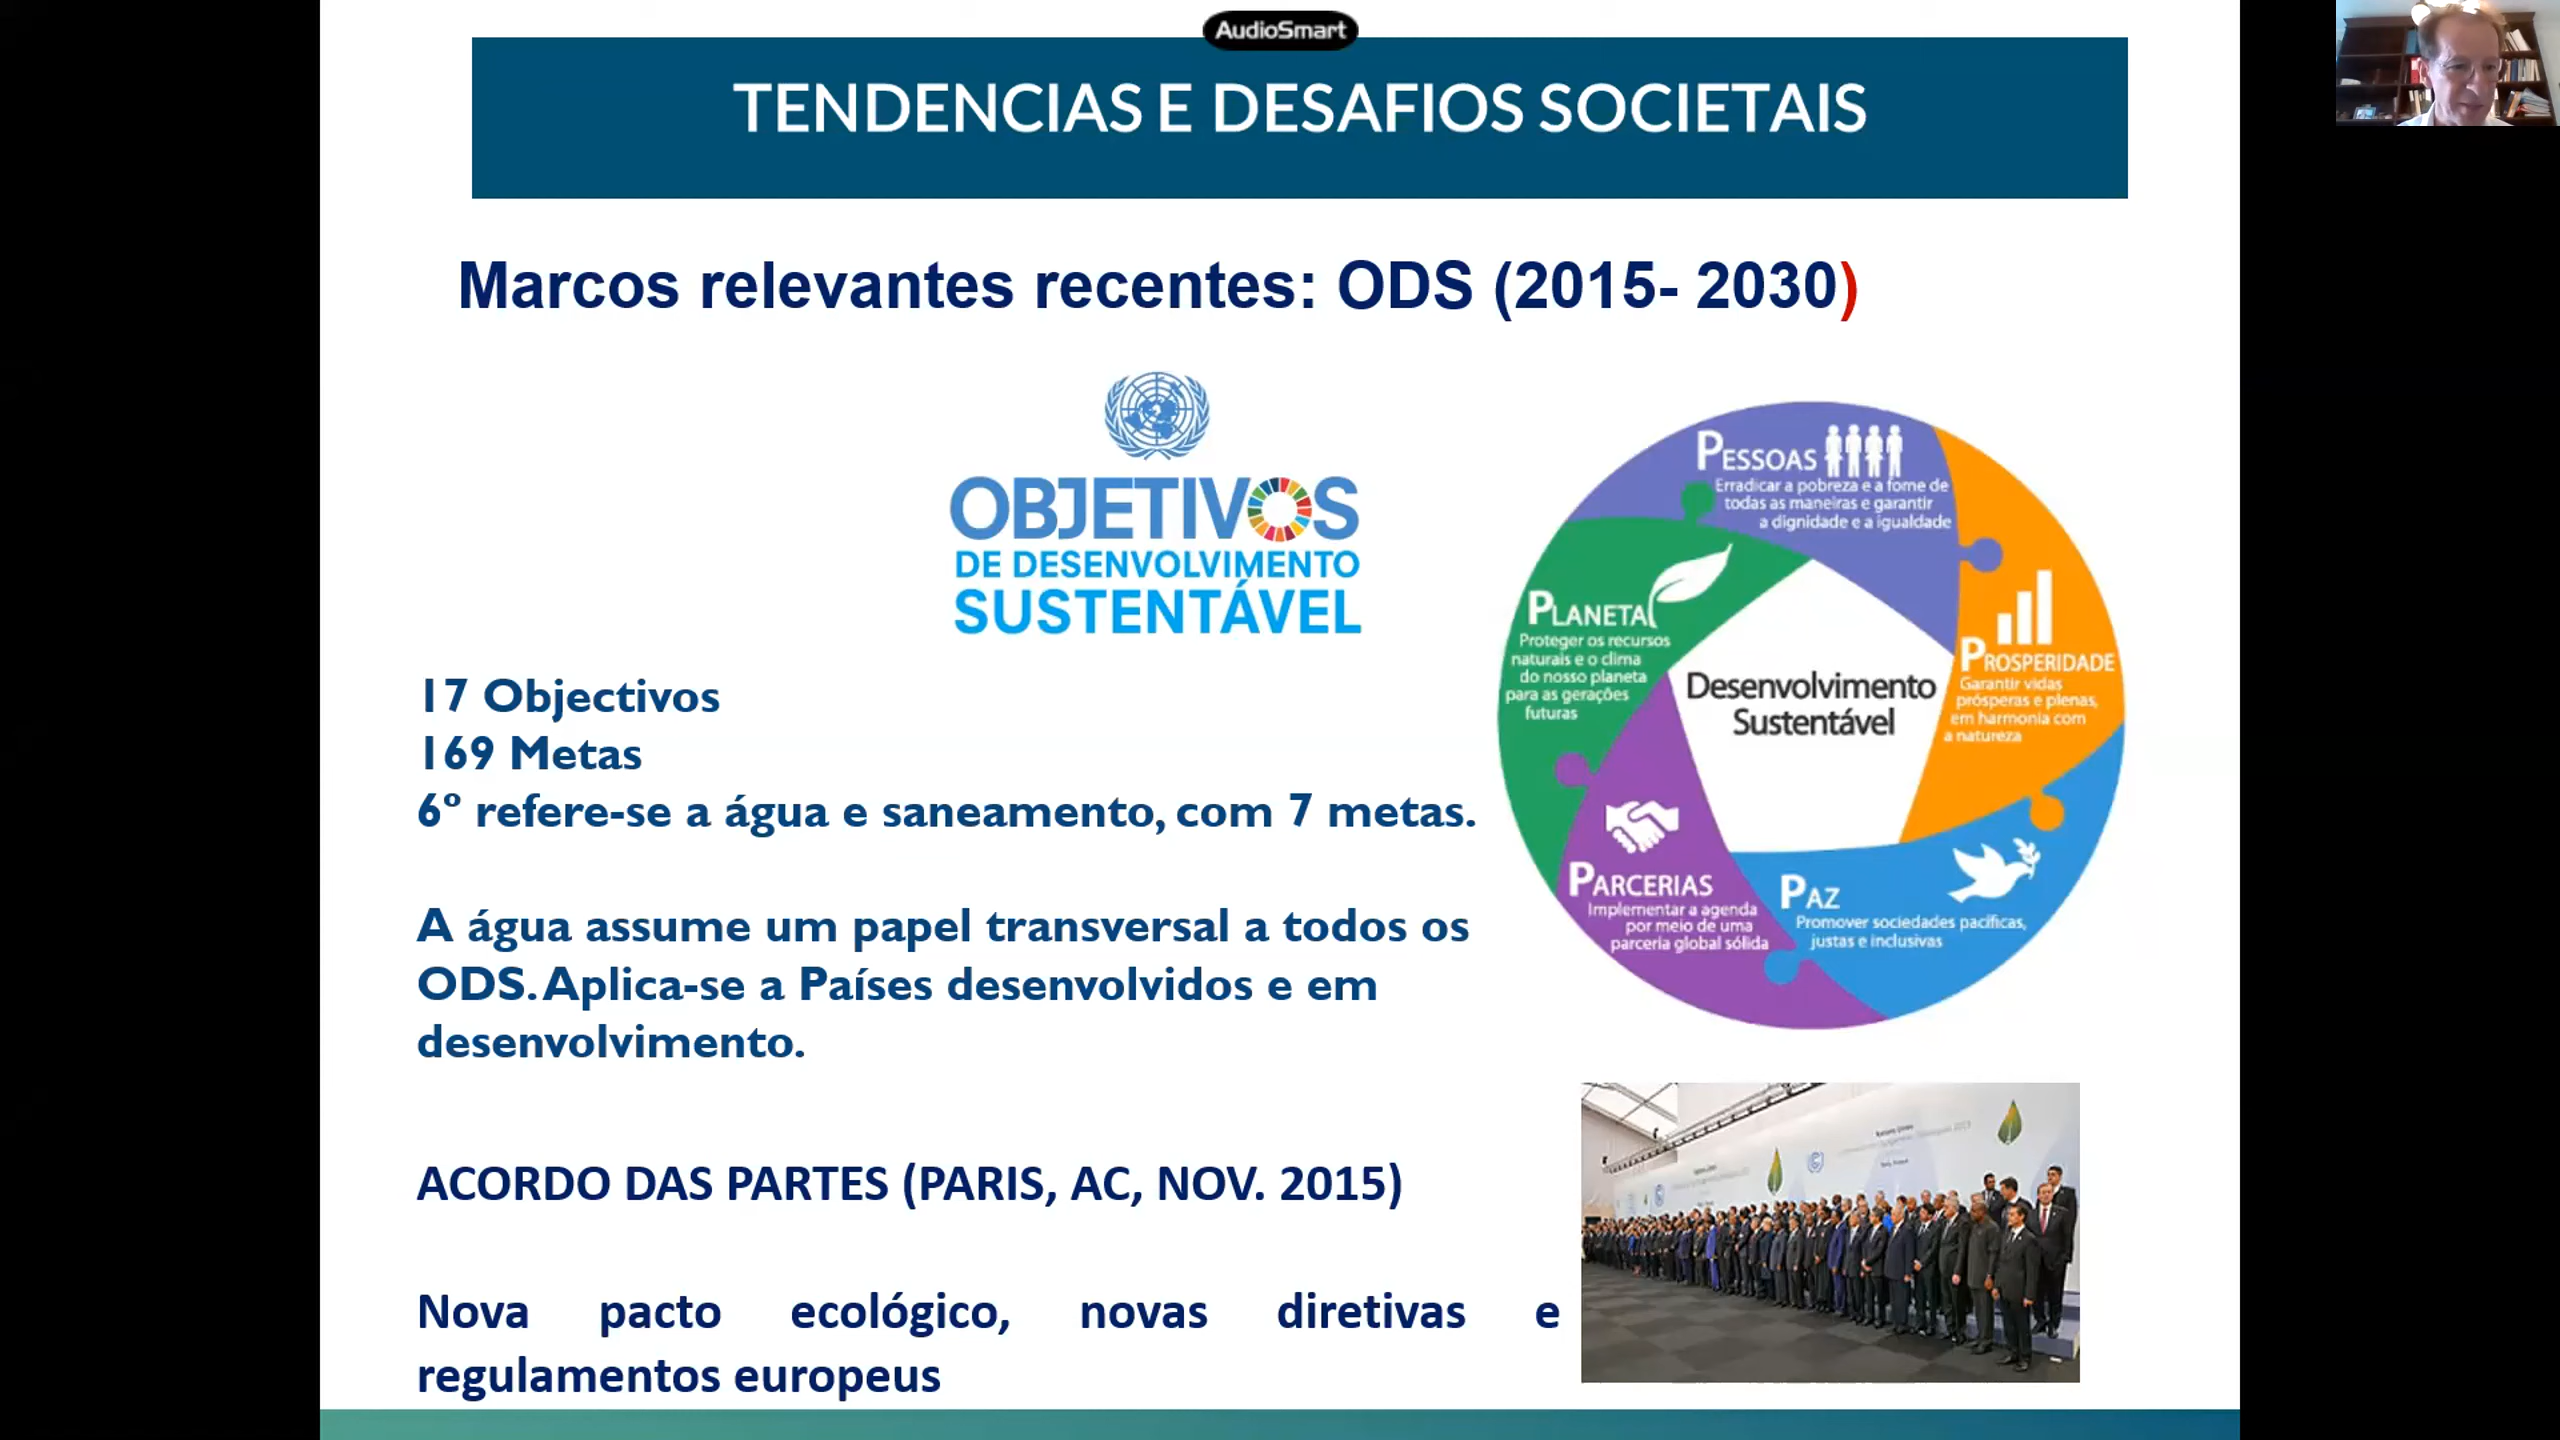 AudioSmart
TENDENCIAS E DESAFIOS SOCIETAIS
Marcos relevantes recentes: ODS (2015- 2030)
OBJETIVOS
DE DESENVOLVIMENTO
SUSTENTÁVEL
17 Objectivos
169 Metas
6º refere-se a água e saneamento, com 7 metas.
A água assume um papel transversal a todos os
ODS. Aplica-se a Países desenvolvidos e em
desenvolvimento.
ACORDO DAS PARTES (PARIS, AC, NOV. 2015)
Nova pacto ecológico, novas diretivas e
regulamentos europeus
PESSOAS
Erradicar a pobreza e a fome de
todas as maneiras e garantir
a dignidade e a igualdade
PROSPERIDADE
Garantir vidas
prósperas e plenas,
em harmonia com
a natureza
PAZ
Promover sociedades pacíficas,
justas e inclusivas
PARCERIAS
Implementar a agenda
por meio de uma
parceria global sólida
PLANETA
Proteger os recursos
naturais e o clima
do nosso planeta
para as gerações
futuras
Desenvolvimento
Sustentável